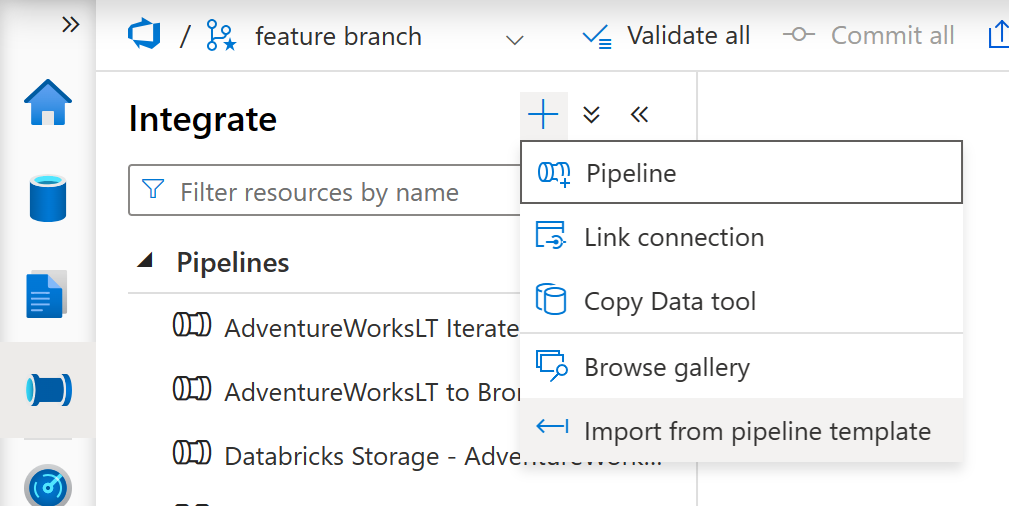 / feature branch Validate all Commit all
Integrate
Pipeline
Filter resources by name
Link connection
Pipelines
Copy Data tool
AdventureWorksLT Iterate
Browse gallery
AdventureWorksLT to Bron
Import from pipeline template
Databricks Storage - AdventureWork...